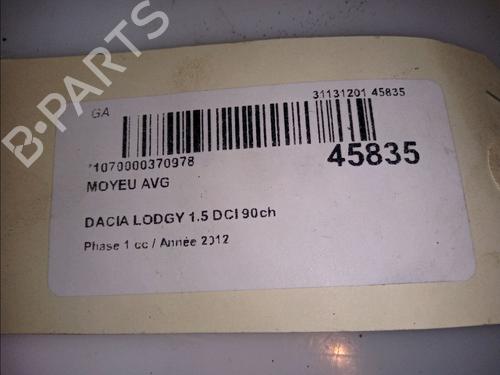 B-PARTS
GA
31131201 45835
*1070000370978
45835
MOYEU AVG
DACIA LODGY 1.5 DCI 90ch
Phase 1 cc / Année 2012